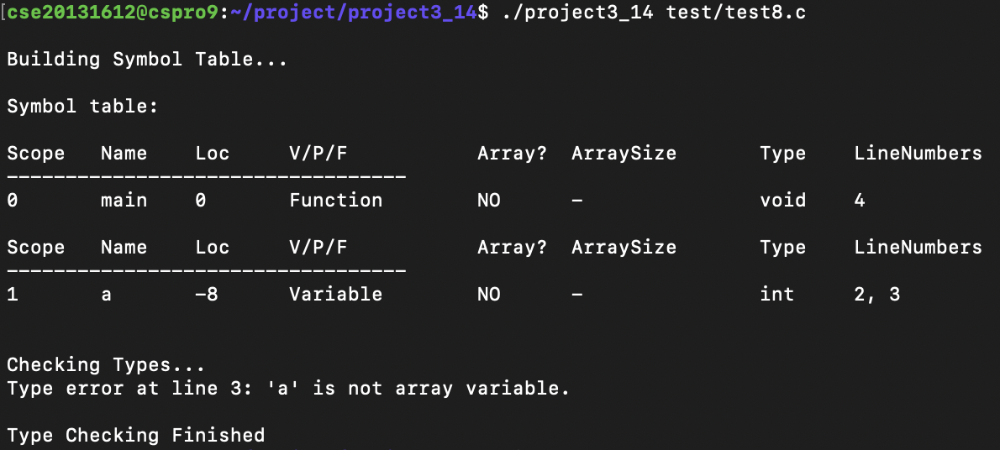 [cse20131612@cspro9:~/project/project3_14$ ./project3_14 test/test8.c
Building Symbol Table...
Symbol table:
Scope   Name    Loc     V/P/F           Array?  ArraySize       Type    LineNumbers
----------------------------------
0       main    0       Function        NO      -               void    4
Scope   Name    Loc     V/P/F           Array?  ArraySize       Type    LineNumbers
----------------------------------
1       a       -8      Variable        NO      -               int     2, 3
Checking Types...
Type error at line 3: 'a' is not array variable.
Type Checking Finished